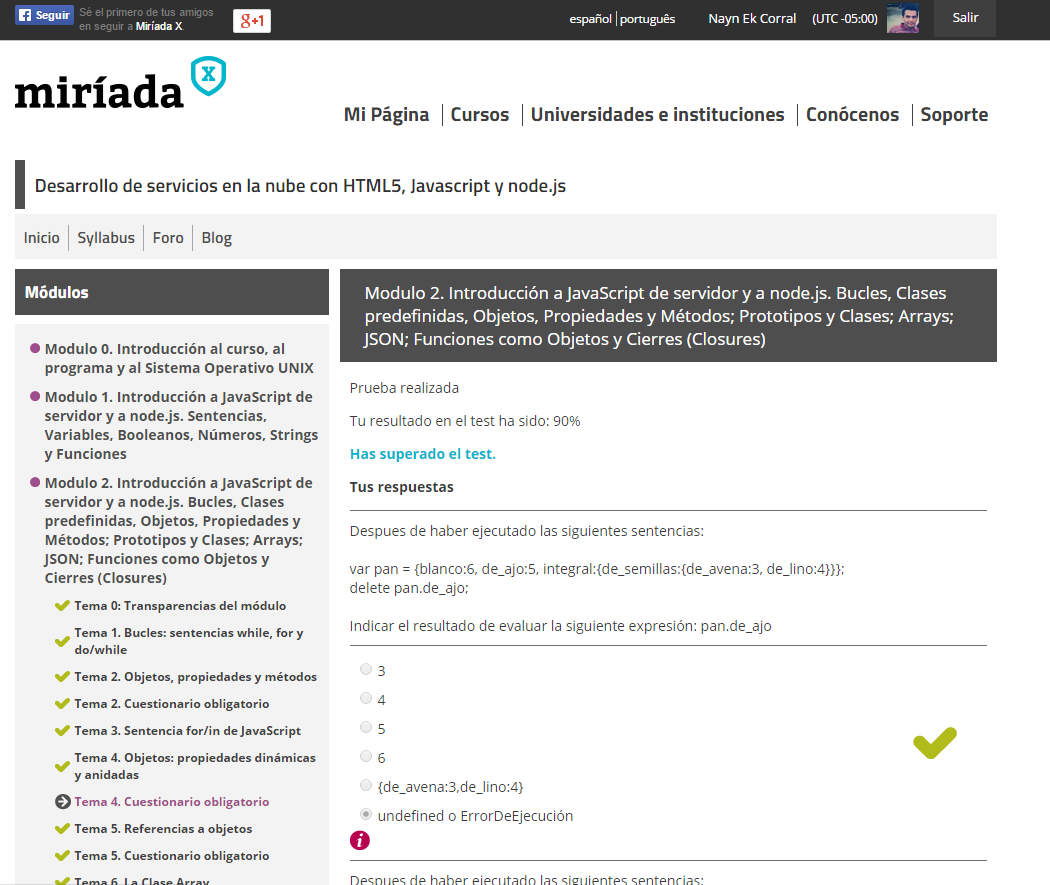 Seguir
Sé el primero de tus amigos
en seguir a Miríada X.
g+1
español | português
Nayn Ek Corral
(UTC -05:00)
Salir
miríada X
Mi Página
Cursos
Universidades e instituciones
Conócenos
Soporte
Desarrollo de servicios en la nube con HTML5, Javascript y node.js
Inicio
Syllabus
Foro
Blog
Módulos
Modulo 0. Introducción al curso, al
programa y al Sistema Operativo UNIX
Modulo 1. Introducción a JavaScript de
servidor y a node.js. Sentencias,
Variables, Booleanos, Números, Strings
y Funciones
Modulo 2. Introducción a JavaScript de
servidor y a node.js. Bucles, Clases
predefinidas, Objetos, Propiedades y
Métodos; Prototipos y Clases; Arrays;
JSON; Funciones como Objetos y
Cierres (Closures)
Tema 0: Transparencias del módulo
Tema 1. Bucles: sentencias while, for y
do/while
Tema 2. Objetos, propiedades y métodos
Tema 2. Cuestionario obligatorio
Tema 3. Sentencia for/in de JavaScript
Tema 4. Objetos: propiedades dinámicas
y anidadas
Tema 4. Cuestionario obligatorio
Tema 5. Referencias a objetos
Tema 5. Cuestionario obligatorio
Tema 6. La Clase Array
Modulo 2. Introducción a JavaScript de servidor y a node.js. Bucles, Clases
predefinidas, Objetos, Propiedades y Métodos; Prototipos y Clases; Arrays;
JSON; Funciones como Objetos y Cierres (Closures)
Prueba realizada
Tu resultado en el test ha sido: 90%
Has superado el test.
Tus respuestas
Despues de haber ejecutado las siguientes sentencias:
var pan = {blanco:6, de_ajo:5, integral:{de_semillas:{de_avena:3, de_lino:4}}};
delete pan.de_ajo;
Indicar el resultado de evaluar la siguiente expresión: pan.de_ajo
3
4
5
6
{de_avena:3,de_lino:4}
undefined o ErrorDeEjecución
i
Despues de haber ejecutado las siguientes sentencias: